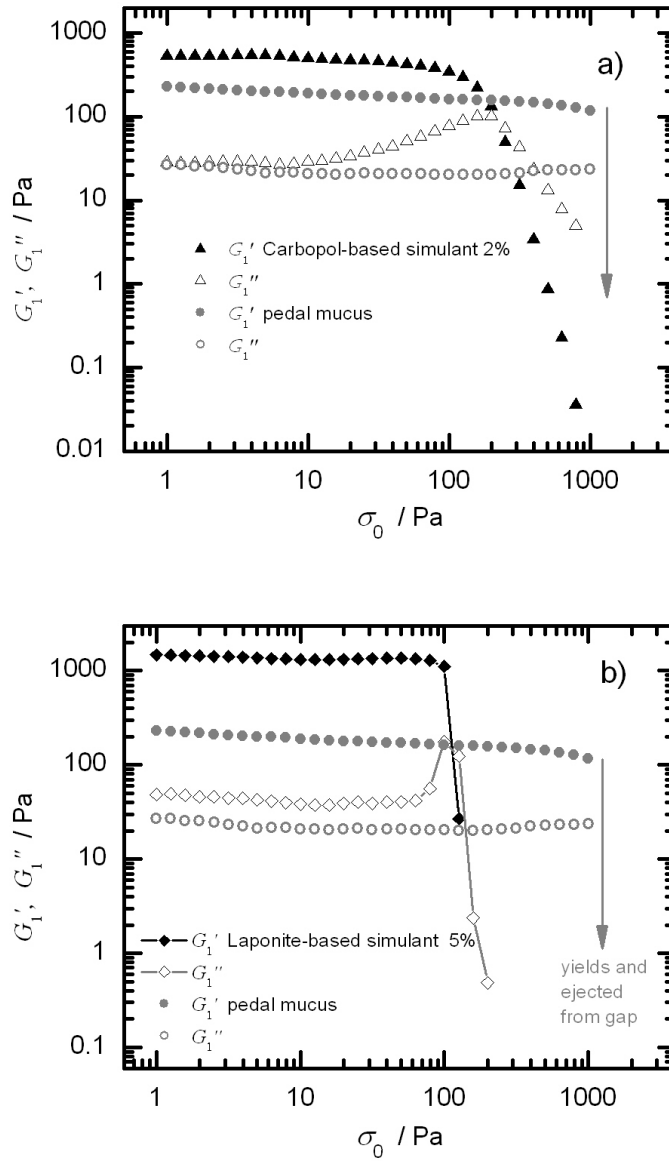 1000
a)
100
10
1
0.1
0.01
G₁', G₁'' / Pa
G₁' Carbopol-based simulant 2%
G₁''
G₁' pedal mucus
G₁''
1 10 100 1000
σ₀ / Pa
1000
b)
100
10
1
0.1
G₁', G₁'' / Pa
G₁' Laponite-based simulant 5%
G₁''
G₁' pedal mucus
G₁''
yields and
ejected
from gap
1 10 100 1000
σ₀ / Pa